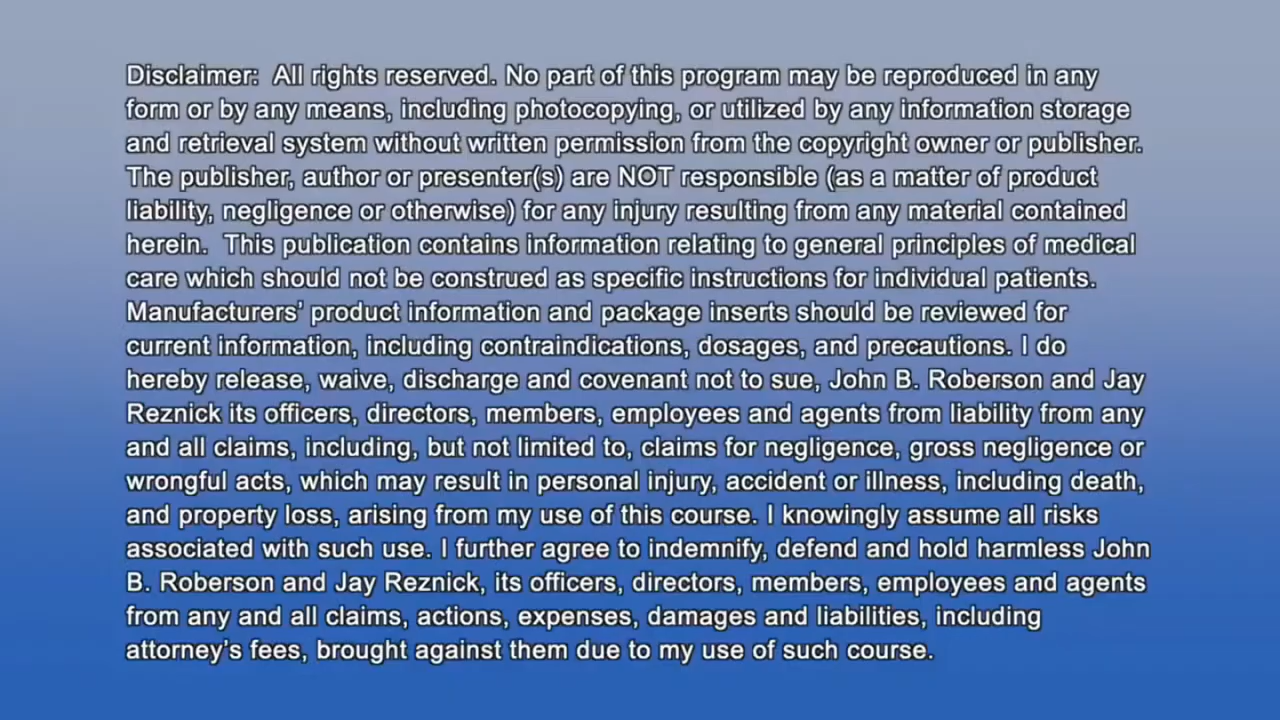 Disclaimer:  All rights reserved. No part of this program may be reproduced in any
form or by any means, including photocopying, or utilized by any information storage
and retrieval system without written permission from the copyright owner or publisher.
The publisher, author or presenter(s) are NOT responsible (as a matter of product
liability, negligence or otherwise) for any injury resulting from any material contained
herein.  This publication contains information relating to general principles of medical
care which should not be construed as specific instructions for individual patients.
Manufacturers' product information and package inserts should be reviewed for
current information, including contraindications, dosages, and precautions. I do
hereby release, waive, discharge and covenant not to sue, John B. Roberson and Jay
Reznick its officers, directors, members, employees and agents from liability from any
and all claims, including, but not limited to, claims for negligence, gross negligence or
wrongful acts, which may result in personal injury, accident or illness, including death,
and property loss, arising from my use of this course. I knowingly assume all risks
associated with such use. I further agree to indemnify, defend and hold harmless John
B. Roberson and Jay Reznick, its officers, directors, members, employees and agents
from any and all claims, actions, expenses, damages and liabilities, including
attorney's fees, brought against them due to my use of such course.